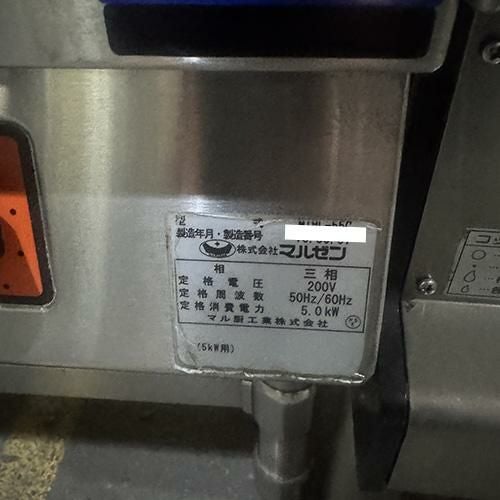 型 式
製造年月・製造番号
株式会社マルゼン
相 三相
定格電圧 200V
定格周波数 50Hz/60Hz
定格消費電力 5.0kW
マル厨工業株式会社
(5kW用)